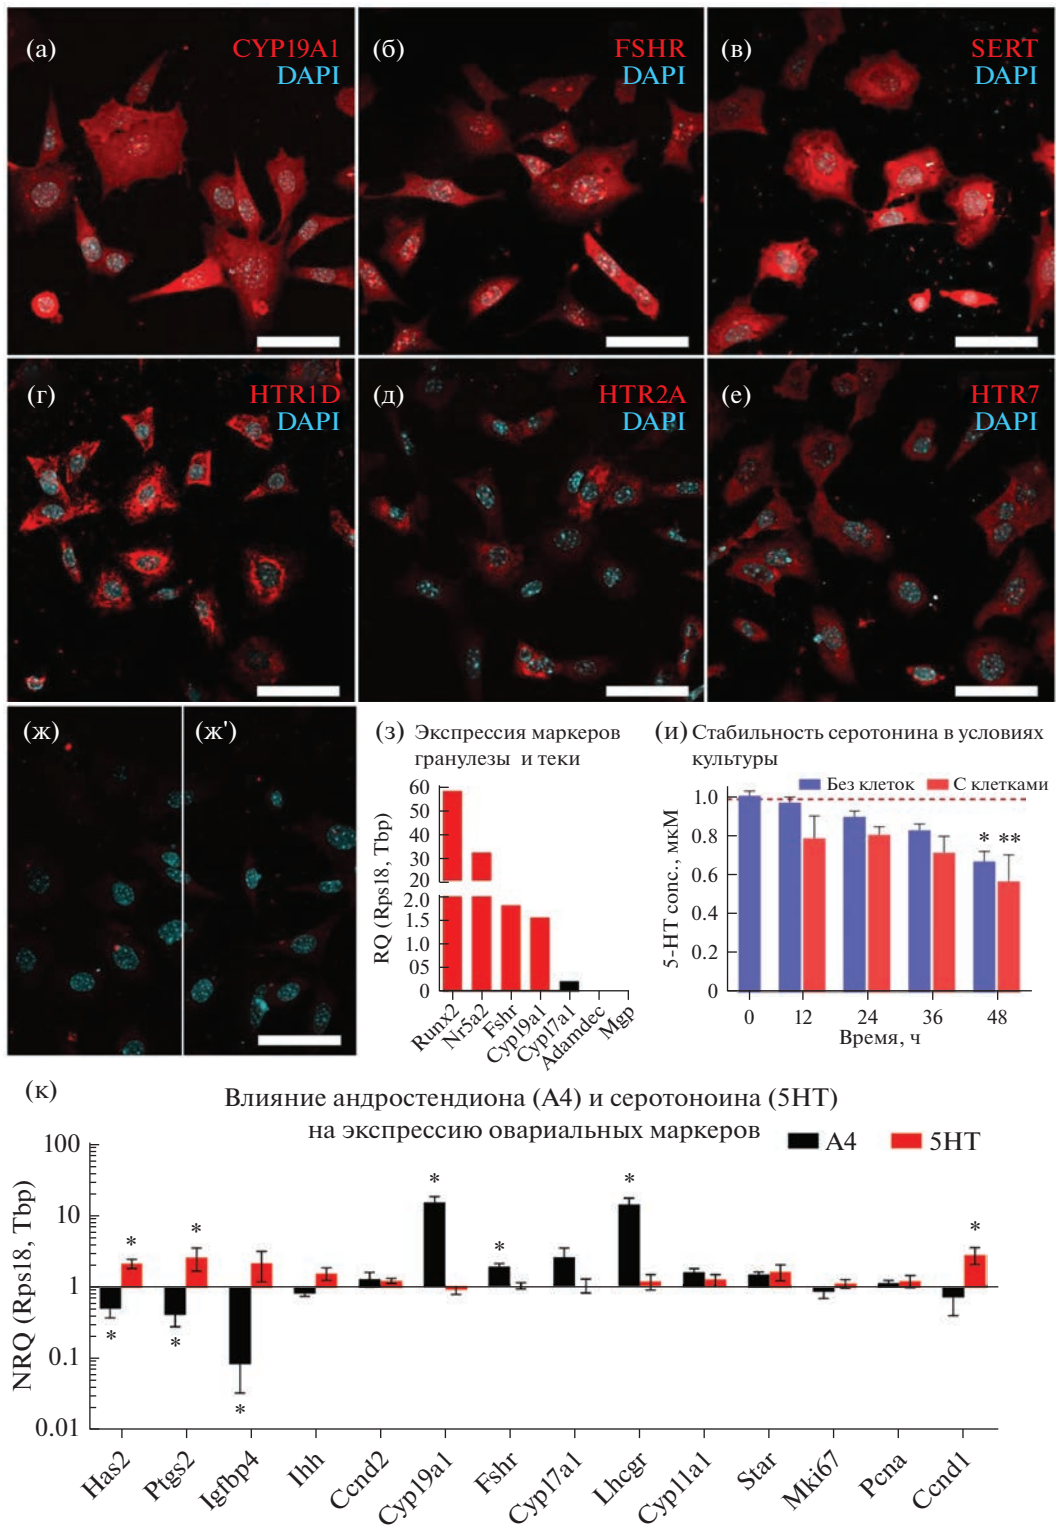 (а)
CYP19A1
DAPI
(б)
FSHR
DAPI
(в)
SERT
DAPI
(г)
HTR1D
DAPI
(д)
HTR2A
DAPI
(е)
HTR7
DAPI
(ж)
(ж')
(з) Экспрессия маркеров
гранулезы и теки
RQ (Rps18, Tbp)
60
50
40
30
20
2.0
1.5
1.0
05
0
Runx2
Nr5a2
Fshr
Cyp19a1
Cyp17a1
Adamdec
Mgp
(и) Стабильность серотонина в условиях
культуры
Без клеток
С клетками
5-HT conc., мкМ
1.0
0.8
0.6
0.4
0.2
0
* **
0 12 24 36 48
Время, ч
(к)
Влияние андростендиона (А4) и серотоноина (5НТ)
на экспрессию овариальных маркеров
A4
5HT
NRQ (Rps18, Tbp)
100
10
1
0.1
0.01
* * * * * *
* * *
Has2
Ptgs2
Igfbp4
Ihh
Ccnd2
Cyp19a1
Fshr
Cyp17a1
Lhcgr
Cyp11a1
Star
Mki67
Pcna
Ccnd1